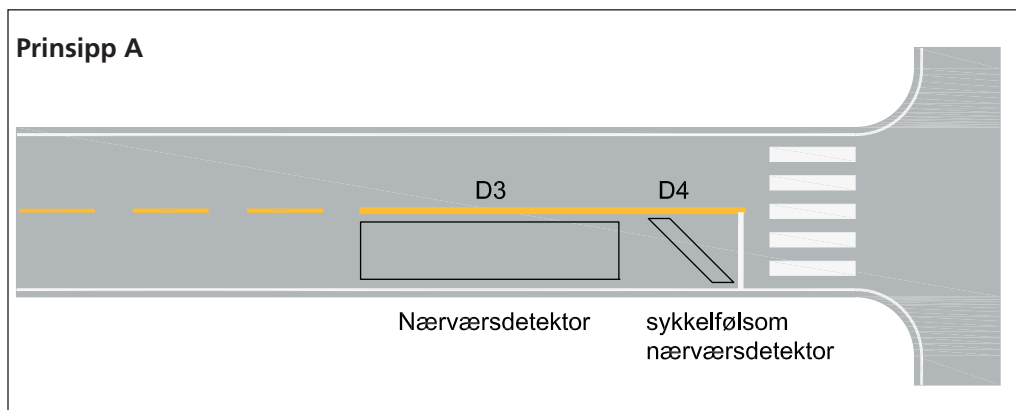 Prinsipp A
D3
D4
Nærværsdetektor
sykkelfølsom
nærværsdetektor